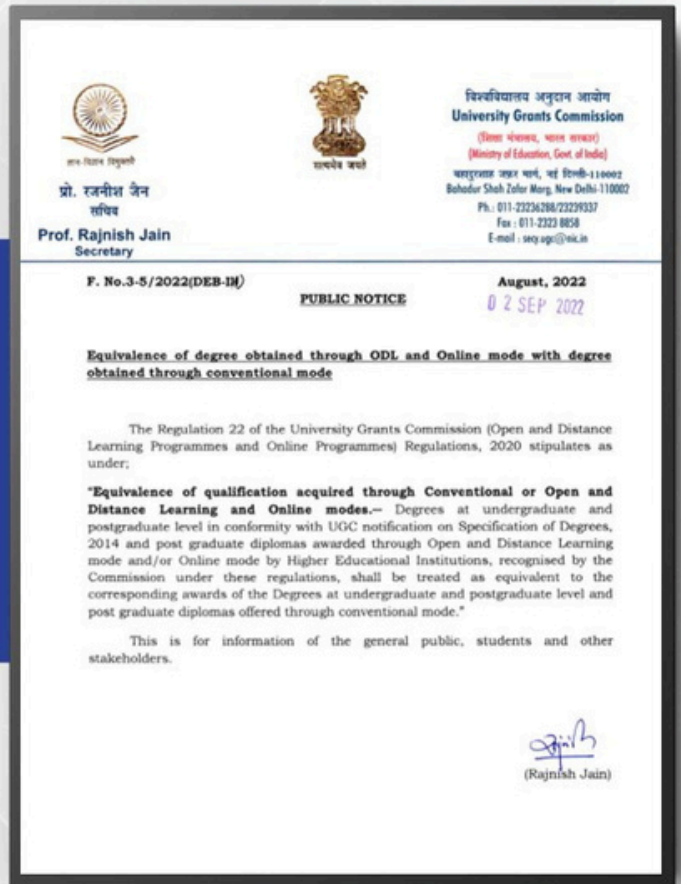 ज्ञान-विज्ञान विमुक्तये
प्रो. रजनीश जैन
सचिव
Prof. Rajnish Jain
Secretary
सत्यमेव जयते
विश्वविद्यालय अनुदान आयोग
University Grants Commission
(शिक्षा मंत्रालय, भारत सरकार)
(Ministry of Education, Govt. of India)
बहादुरशाह ज़फ़र मार्ग, नई दिल्ली-110002
Bahadur Shah Zafar Marg, New Delhi-110002
Ph.: 011-23236288/23239337
Fax : 011-2323 8858
E-mail : secy.ugc@nic.in
F. No.3-5/2022(DEB-III)
August, 2022
PUBLIC NOTICE
02 SEP 2022
Equivalence of degree obtained through ODL and Online mode with degree
obtained through conventional mode
The Regulation 22 of the University Grants Commission (Open and Distance
Learning Programmes and Online Programmes) Regulations, 2020 stipulates as
under;
"Equivalence of qualification acquired through Conventional or Open and
Distance Learning and Online modes.— Degrees at undergraduate and
postgraduate level in conformity with UGC notification on Specification of Degrees,
2014 and post graduate diplomas awarded through Open and Distance Learning
mode and/or Online mode by Higher Educational Institutions, recognised by the
Commission under these regulations, shall be treated as equivalent to the
corresponding awards of the Degrees at undergraduate and postgraduate level and
post graduate diplomas offered through conventional mode."
This is for information of the general public, students and other
stakeholders.
(Rajnish Jain)